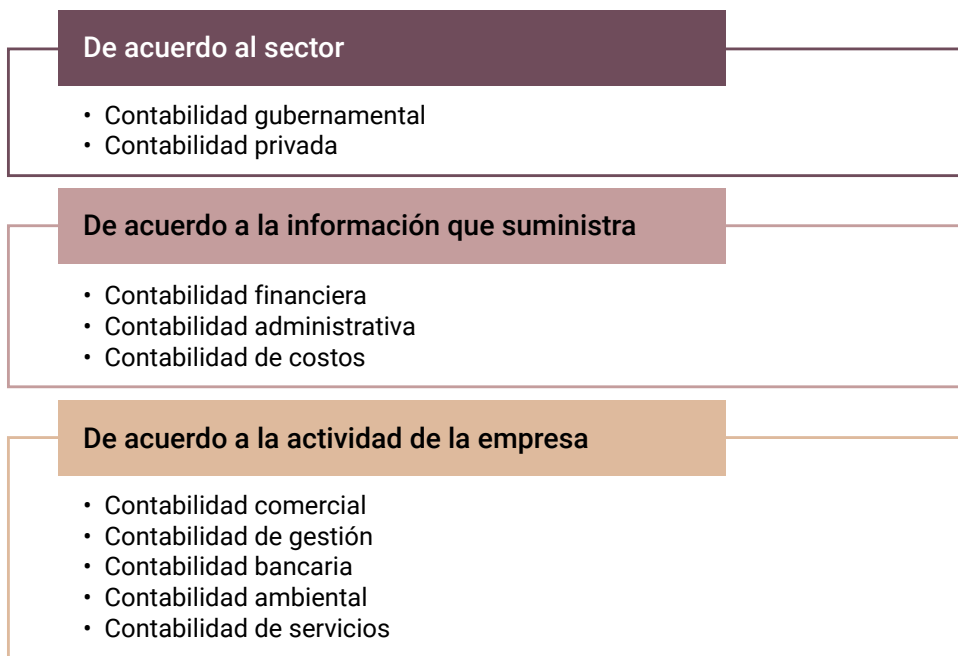 De acuerdo al sector
• Contabilidad gubernamental
• Contabilidad privada
De acuerdo a la información que suministra
• Contabilidad financiera
• Contabilidad administrativa
• Contabilidad de costos
De acuerdo a la actividad de la empresa
• Contabilidad comercial
• Contabilidad de gestión
• Contabilidad bancaria
• Contabilidad ambiental
• Contabilidad de servicios